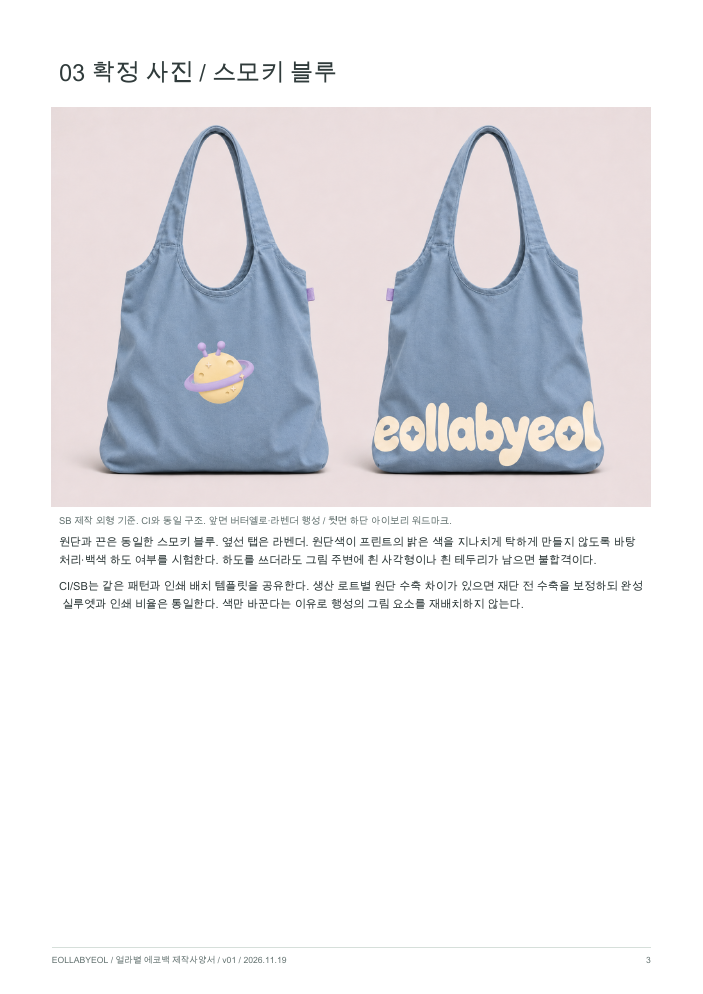 03 확정 사진 / 스모키 블루
eollabyeol
SB 제작 외형 기준. CI와 동일 구조. 앞면 버터옐로·라벤더 행성 / 뒷면 하단 아이보리 워드마크.
원단과 끈은 동일한 스모키 블루. 옆선 탭은 라벤더. 원단색이 프린트의 밝은 색을 지나치게 탁하게 만들지 않도록 바탕
처리·백색 하도 여부를 시험한다. 하도를 쓰더라도 그림 주변에 흰 사각형이나 흰 테두리가 남으면 불합격이다.
CI/SB는 같은 패턴과 인쇄 배치 템플릿을 공유한다. 생산 로트별 원단 수축 차이가 있으면 재단 전 수축을 보정하되 완성
실루엣과 인쇄 비율은 통일한다. 색만 바꾼다는 이유로 행성의 그림 요소를 재배치하지 않는다.
EOLLABYEOL / 얼라별 에코백 제작사양서 / v01 / 2026.11.19
3